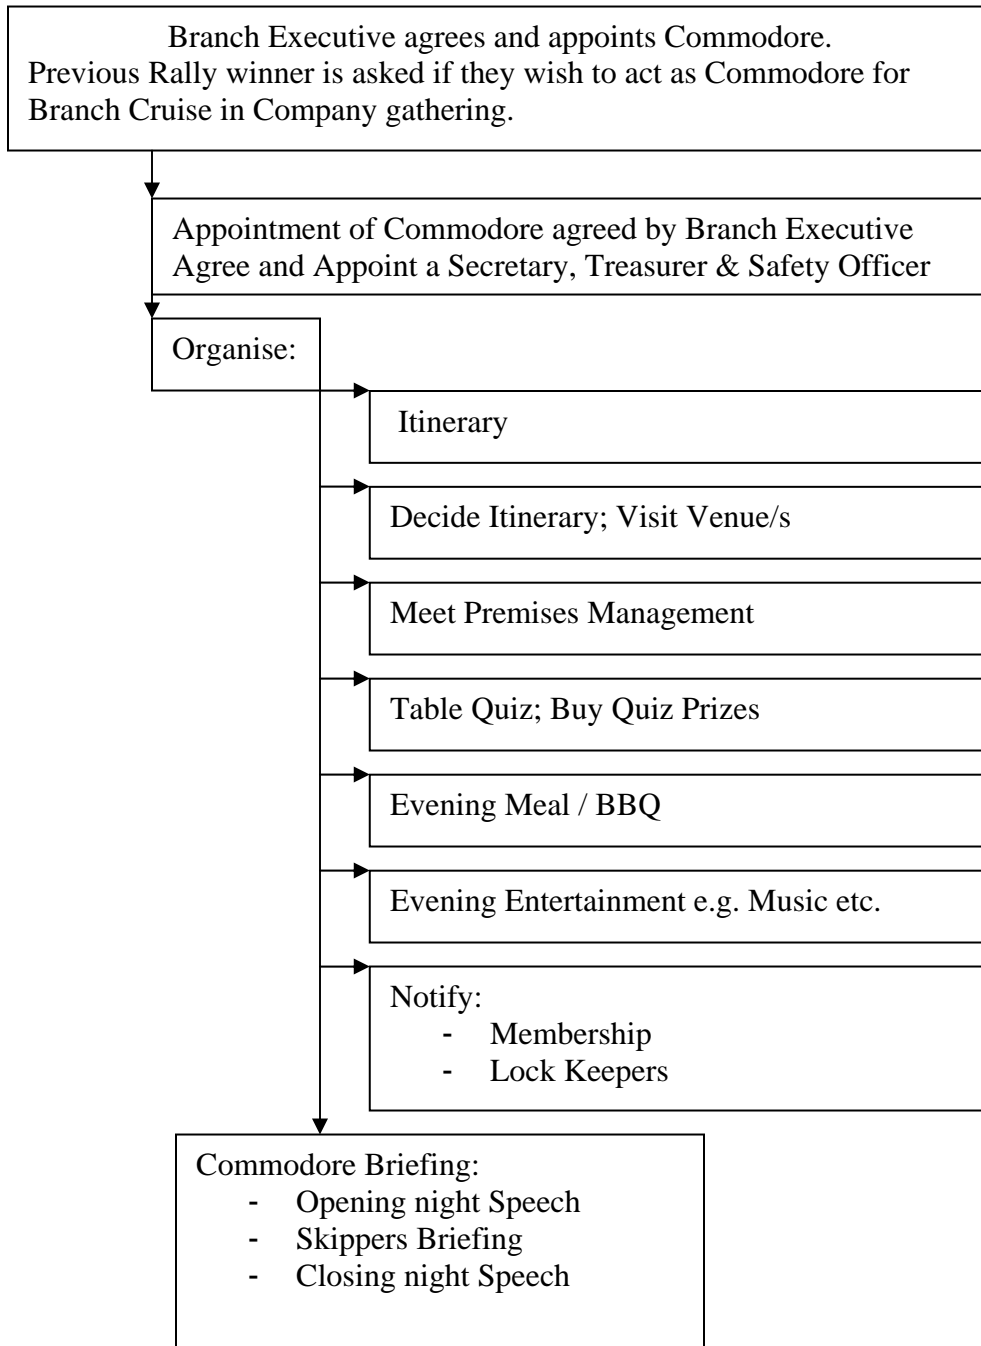 Branch Executive agrees and appoints Commodore.
Previous Rally winner is asked if they wish to act as Commodore for
Branch Cruise in Company gathering.
Appointment of Commodore agreed by Branch Executive
Agree and Appoint a Secretary, Treasurer & Safety Officer
Organise:
Itinerary
Decide Itinerary; Visit Venue/s
Meet Premises Management
Table Quiz; Buy Quiz Prizes
Evening Meal / BBQ
Evening Entertainment e.g. Music etc.
Notify:
- Membership
- Lock Keepers
Commodore Briefing:
- Opening night Speech
- Skippers Briefing
- Closing night Speech